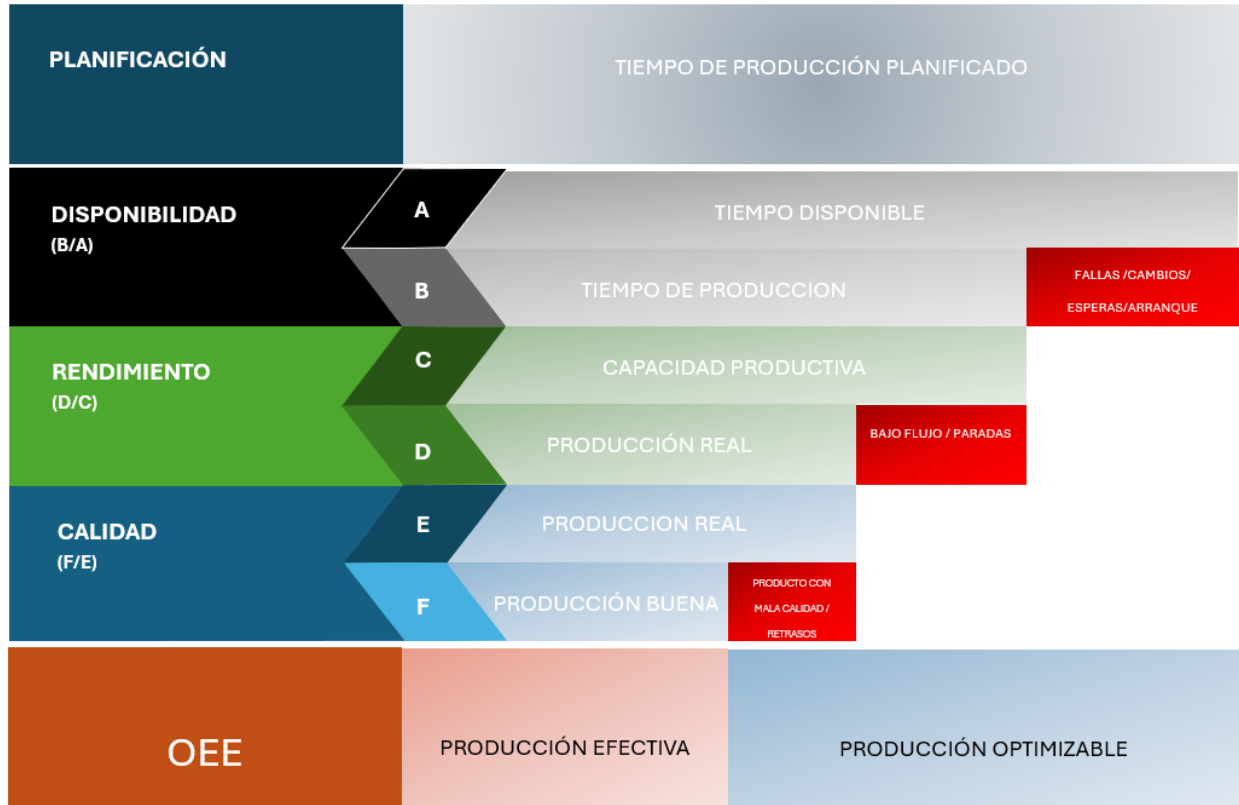 PLANIFICACIÓN
TIEMPO DE PRODUCCIÓN PLANIFICADO
DISPONIBILIDAD
(B/A)
A
TIEMPO DISPONIBLE
B
TIEMPO DE PRODUCCION
FALLAS /CAMBIOS/
ESPERAS/ARRANQUE
RENDIMIENTO
(D/C)
C
CAPACIDAD PRODUCTIVA
D
PRODUCCIÓN REAL
BAJO FLUJO / PARADAS
CALIDAD
(F/E)
E
PRODUCCION REAL
F
PRODUCCIÓN BUENA
PRODUCTO CON
MALA CALIDAD /
RETRASOS
OEE
PRODUCCIÓN EFECTIVA
PRODUCCIÓN OPTIMIZABLE